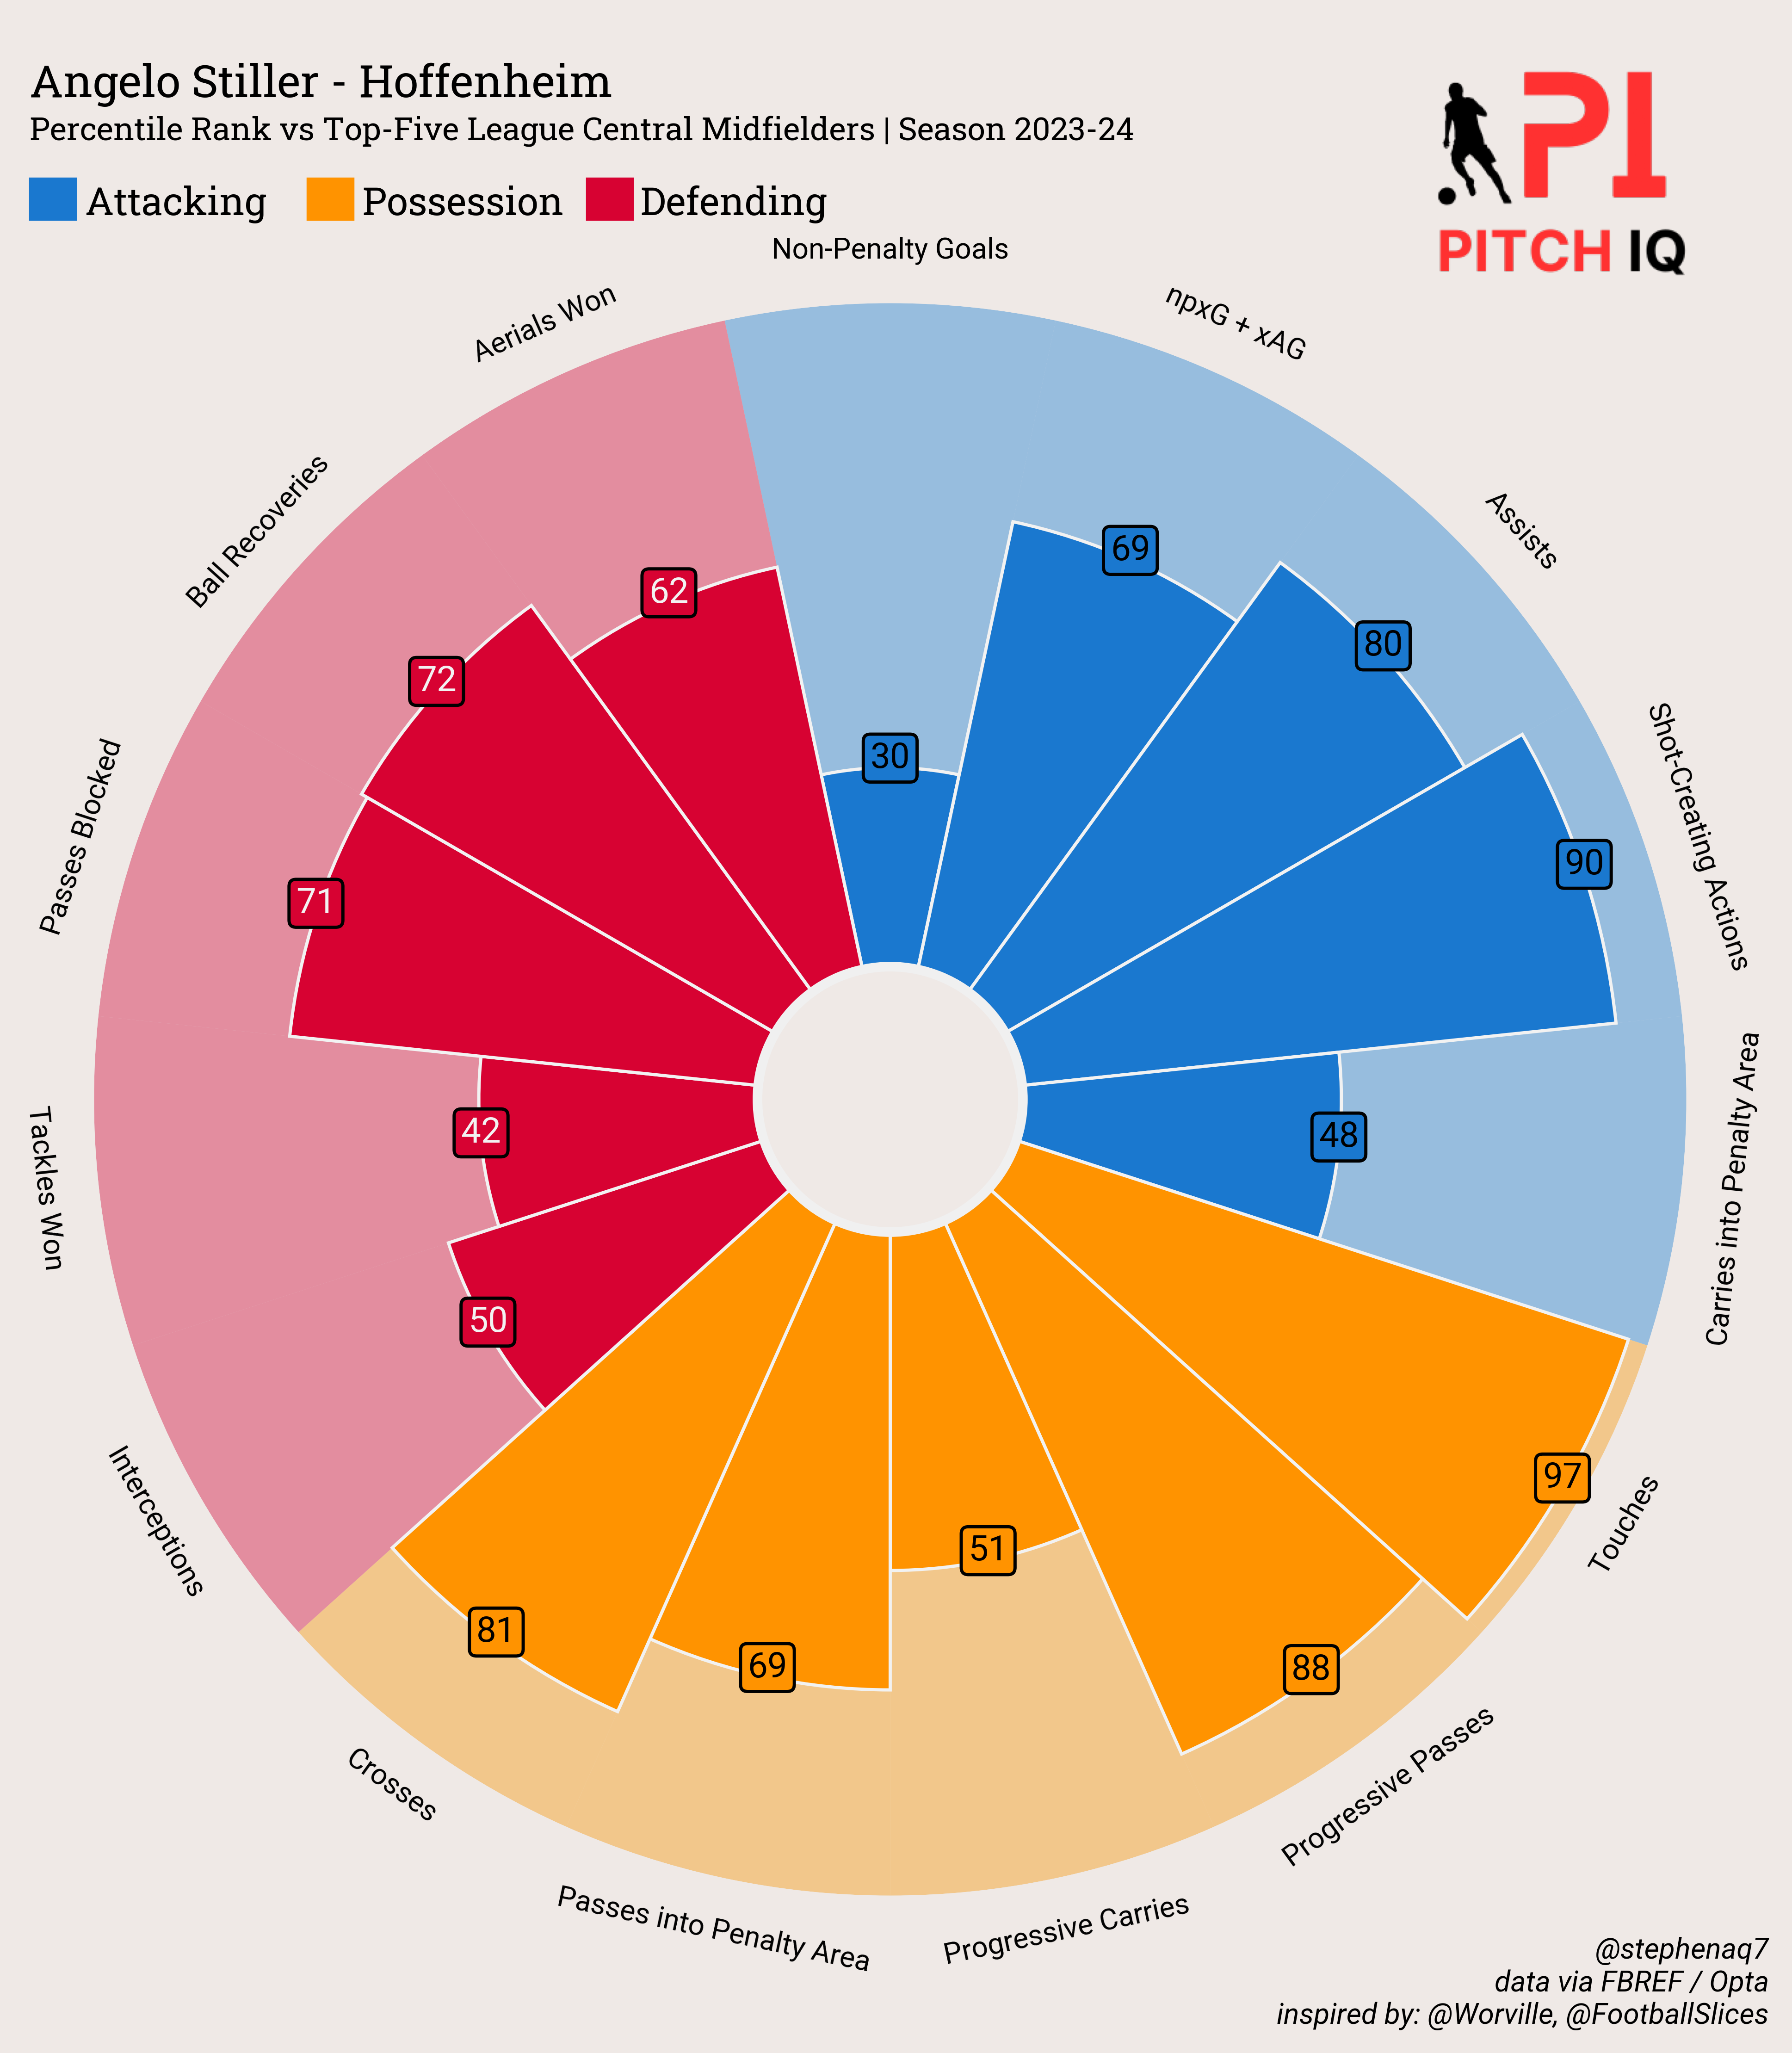 Angelo Stiller - Hoffenheim
Percentile Rank vs Top-Five League Central Midfielders | Season 2023-24
Attacking
Possession
Defending
PI
PITCH IQ
Non-Penalty Goals
30
npxG + xAG
69
Assists
80
Shot-Creating Actions
90
Carries into Penalty Area
48
Touches
97
Progressive Passes
88
Progressive Carries
51
Passes into Penalty Area
69
Crosses
81
Interceptions
50
Tackles Won
42
Passes Blocked
71
Ball Recoveries
72
Aerials Won
62
@stephenaq7
data via FBREF / Opta
inspired by: @Worville, @FootballSlices